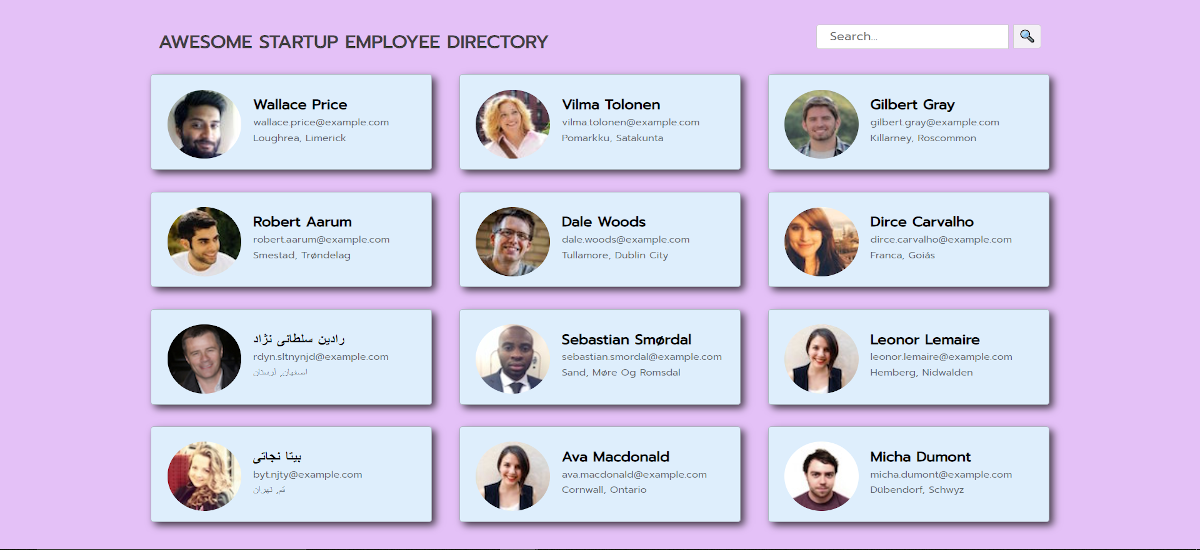 AWESOME STARTUP EMPLOYEE DIRECTORY
Search...
Wallace Price
wallace.price@example.com
Loughrea, Limerick
Vilma Tolonen
vilma.tolonen@example.com
Pomarkku, Satakunta
Gilbert Gray
gilbert.gray@example.com
Killarney, Roscommon
Robert Aarum
robert.aarum@example.com
Smestad, Trøndelag
Dale Woods
dale.woods@example.com
Tullamore, Dublin City
Dirce Carvalho
dirce.carvalho@example.com
Franca, Goiás
رادین سلطانی نژاد
rdyn.sltnynjd@example.com
اصفهان, لرستان
Sebastian Smørdal
sebastian.smordal@example.com
Sand, Møre Og Romsdal
Leonor Lemaire
leonor.lemaire@example.com
Hemberg, Nidwalden
بیتا نجاتی
byt.njty@example.com
قم, تهران
Ava Macdonald
ava.macdonald@example.com
Cornwall, Ontario
Micha Dumont
micha.dumont@example.com
Dübendorf, Schwyz